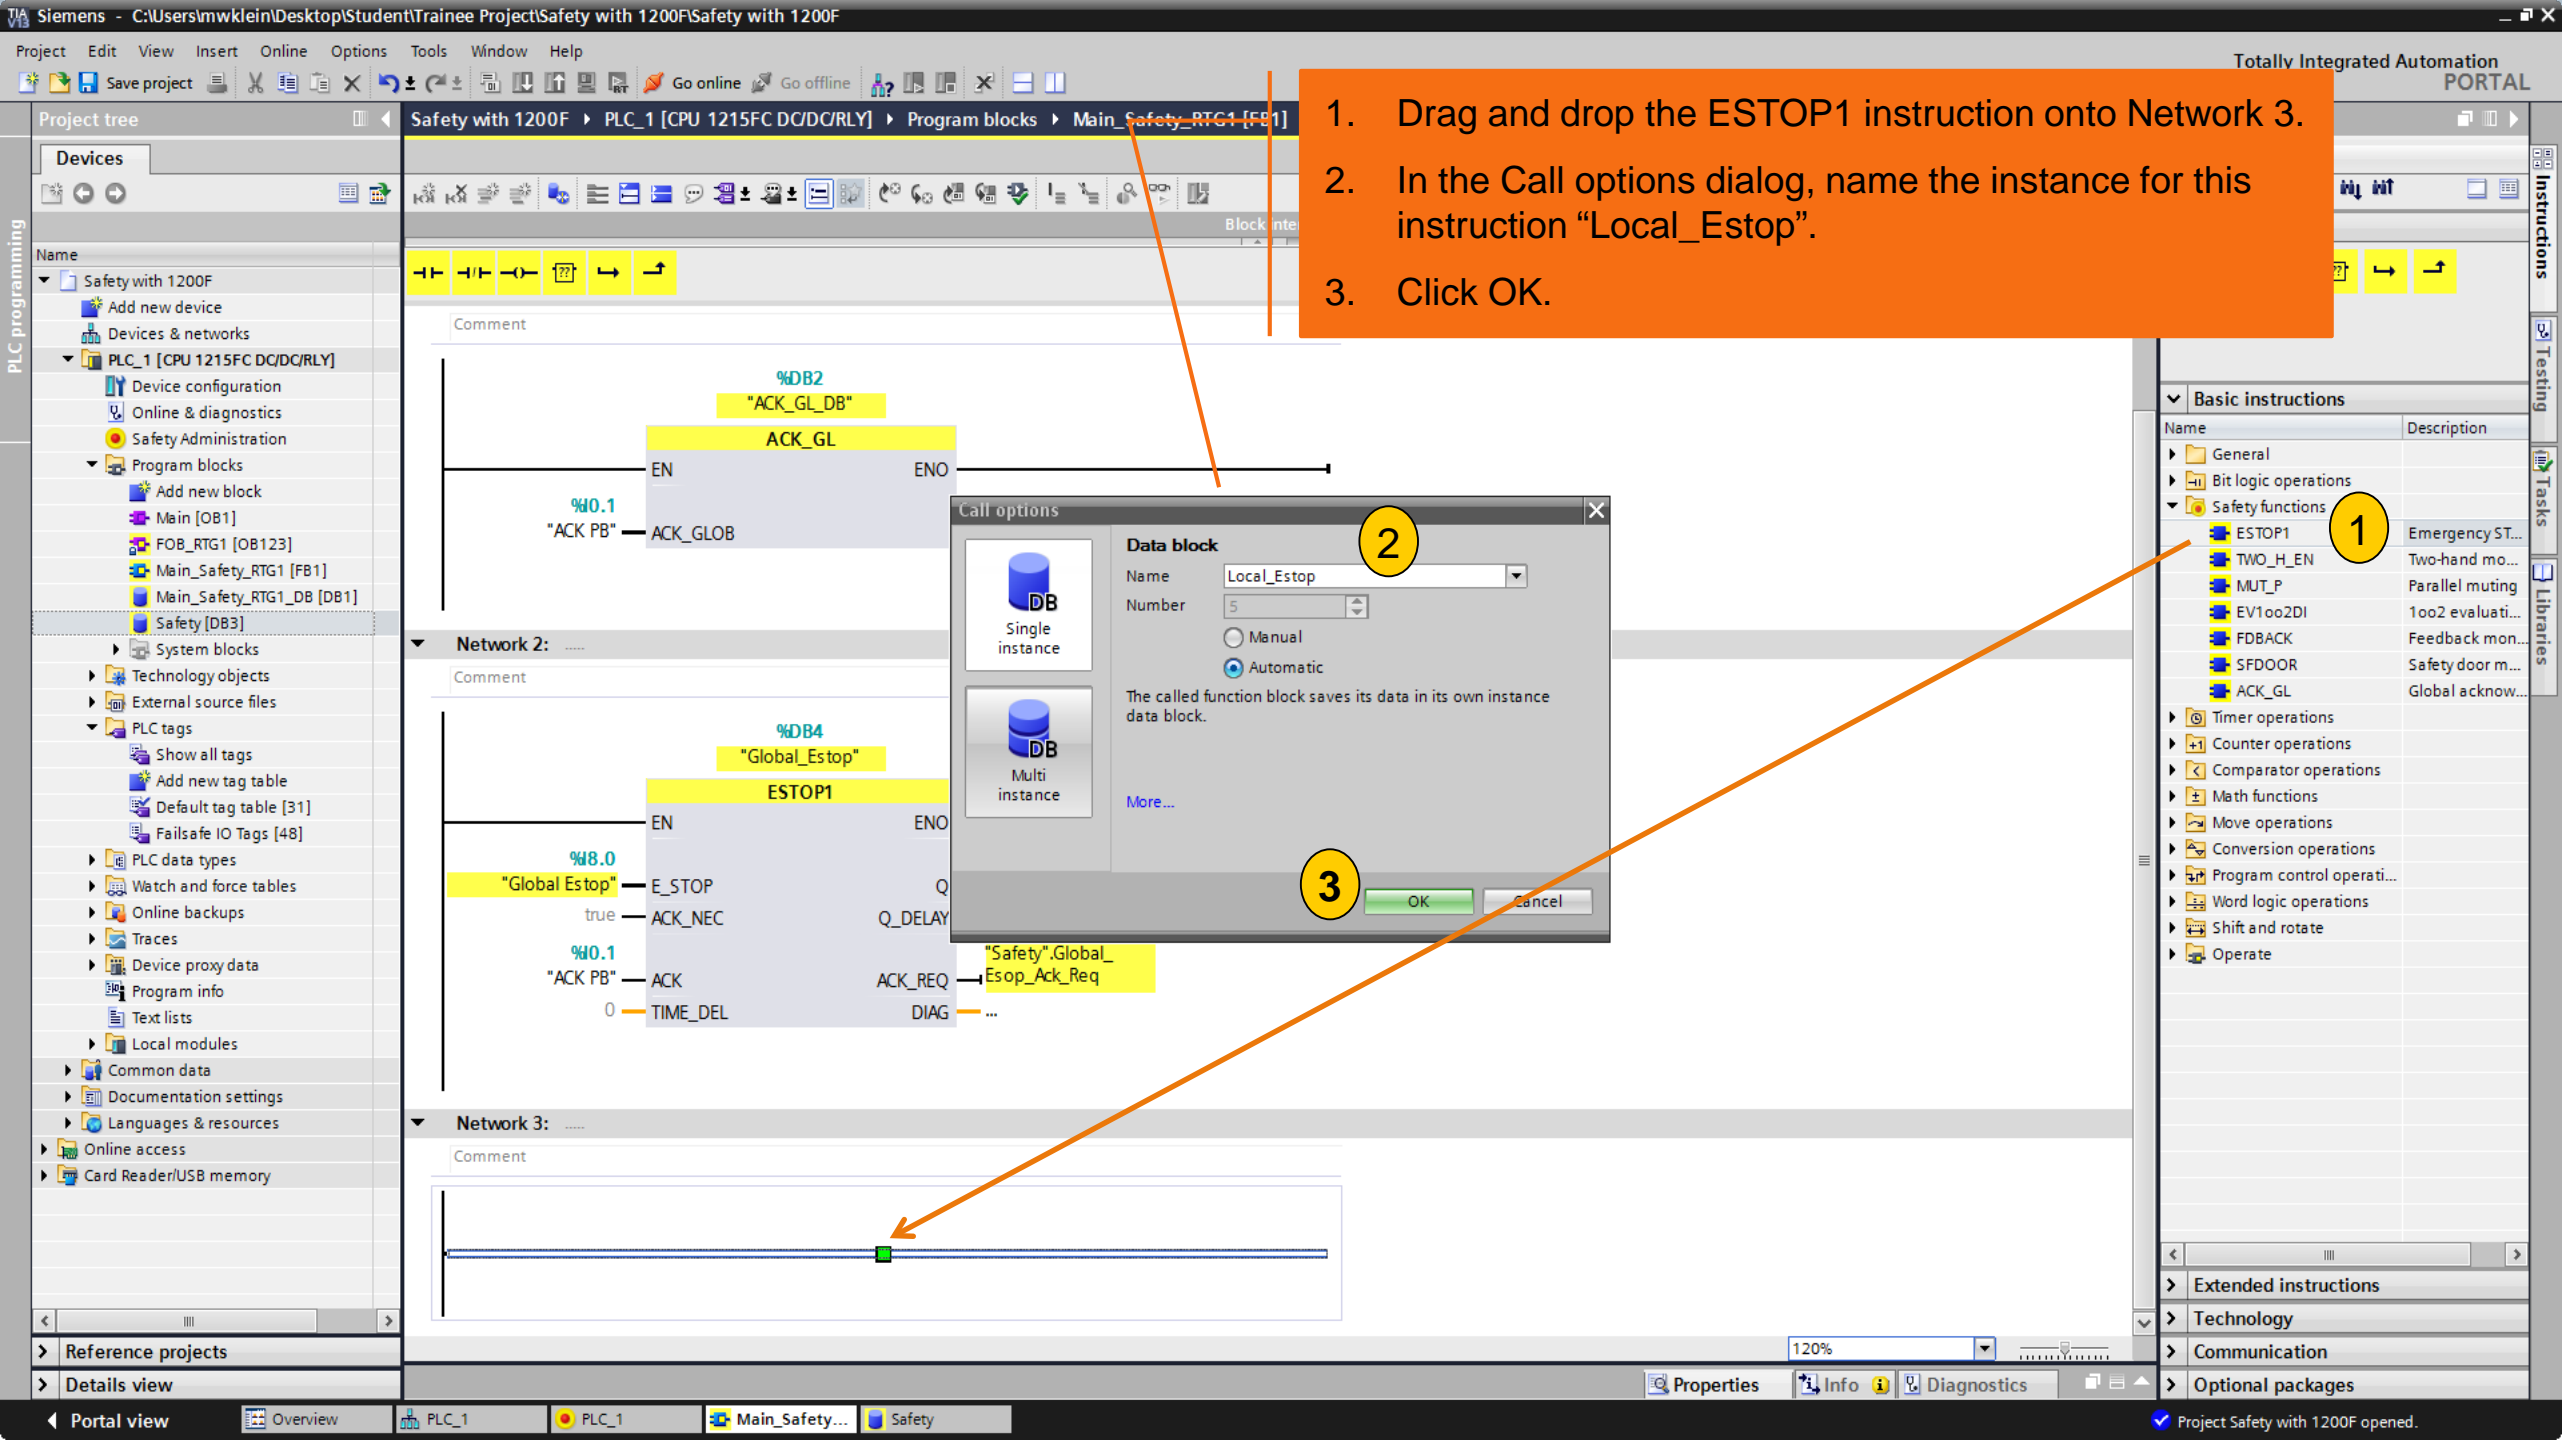 TIA V13 Siemens - C:\Users\mwklein\Desktop\Student\Trainee Project\Safety with 1200F\Safety with 1200F
Project Edit View Insert Online Options Tools Window Help
Totally Integrated Automation
PORTAL
Save project Go online Go offline
1. Drag and drop the ESTOP1 instruction onto Network 3.
2. In the Call options dialog, name the instance for this
instruction “Local_Estop”.
3. Click OK.
Project tree
Safety with 1200F PLC_1 [CPU 1215FC DC/DC/RLY] Program blocks Main_Safety_RTG1 [FB1]
Devices
PLC programming
Name
Safety with 1200F
Add new device
Devices & networks
PLC_1 [CPU 1215FC DC/DC/RLY]
Device configuration
Online & diagnostics
Safety Administration
Program blocks
Add new block
Main [OB1]
FOB_RTG1 [OB123]
Main_Safety_RTG1 [FB1]
Main_Safety_RTG1_DB [DB1]
Safety [DB3]
System blocks
Technology objects
External source files
PLC tags
Show all tags
Add new tag table
Default tag table [31]
Failsafe IO Tags [48]
PLC data types
Watch and force tables
Online backups
Traces
Device proxy data
Program info
Text lists
Local modules
Common data
Documentation settings
Languages & resources
Online access
Card Reader/USB memory
Reference projects
Details view
Block inte
??
Comment
%DB2
"ACK_GL_DB"
ACK_GL
EN ENO
%I0.1
"ACK PB" ACK_GLOB
Network 2: .....
Comment
%DB4
"Global_Estop"
ESTOP1
EN ENO
%I8.0
"Global Estop" E_STOP Q
true ACK_NEC Q_DELAY
%I0.1
"ACK PB" ACK ACK_REQ
"Safety".Global_
Esop_Ack_Req
0 TIME_DEL DIAG ...
Network 3: .....
Comment
120%
Properties Info Diagnostics
Call options
2
DB
Single
instance
DB
Multi
instance
Data block
Name Local_Estop
Number 5
Manual
Automatic
The called function block saves its data in its own instance
data block.
More...
3
OK Cancel
Basic instructions
Name Description
General
Bit logic operations
Safety functions
1
ESTOP1 Emergency ST...
TWO_H_EN Two-hand mo...
MUT_P Parallel muting
EV1oo2DI 1oo2 evaluati...
FDBACK Feedback mon...
SFDOOR Safety door m...
ACK_GL Global acknow...
Timer operations
Counter operations
Comparator operations
Math functions
Move operations
Conversion operations
Program control operati...
Word logic operations
Shift and rotate
Operate
Extended instructions
Technology
Communication
Optional packages
Instructions
Testing
Tasks
Libraries
Portal view Overview PLC_1 PLC_1 Main_Safety... Safety
Project Safety with 1200F opened.